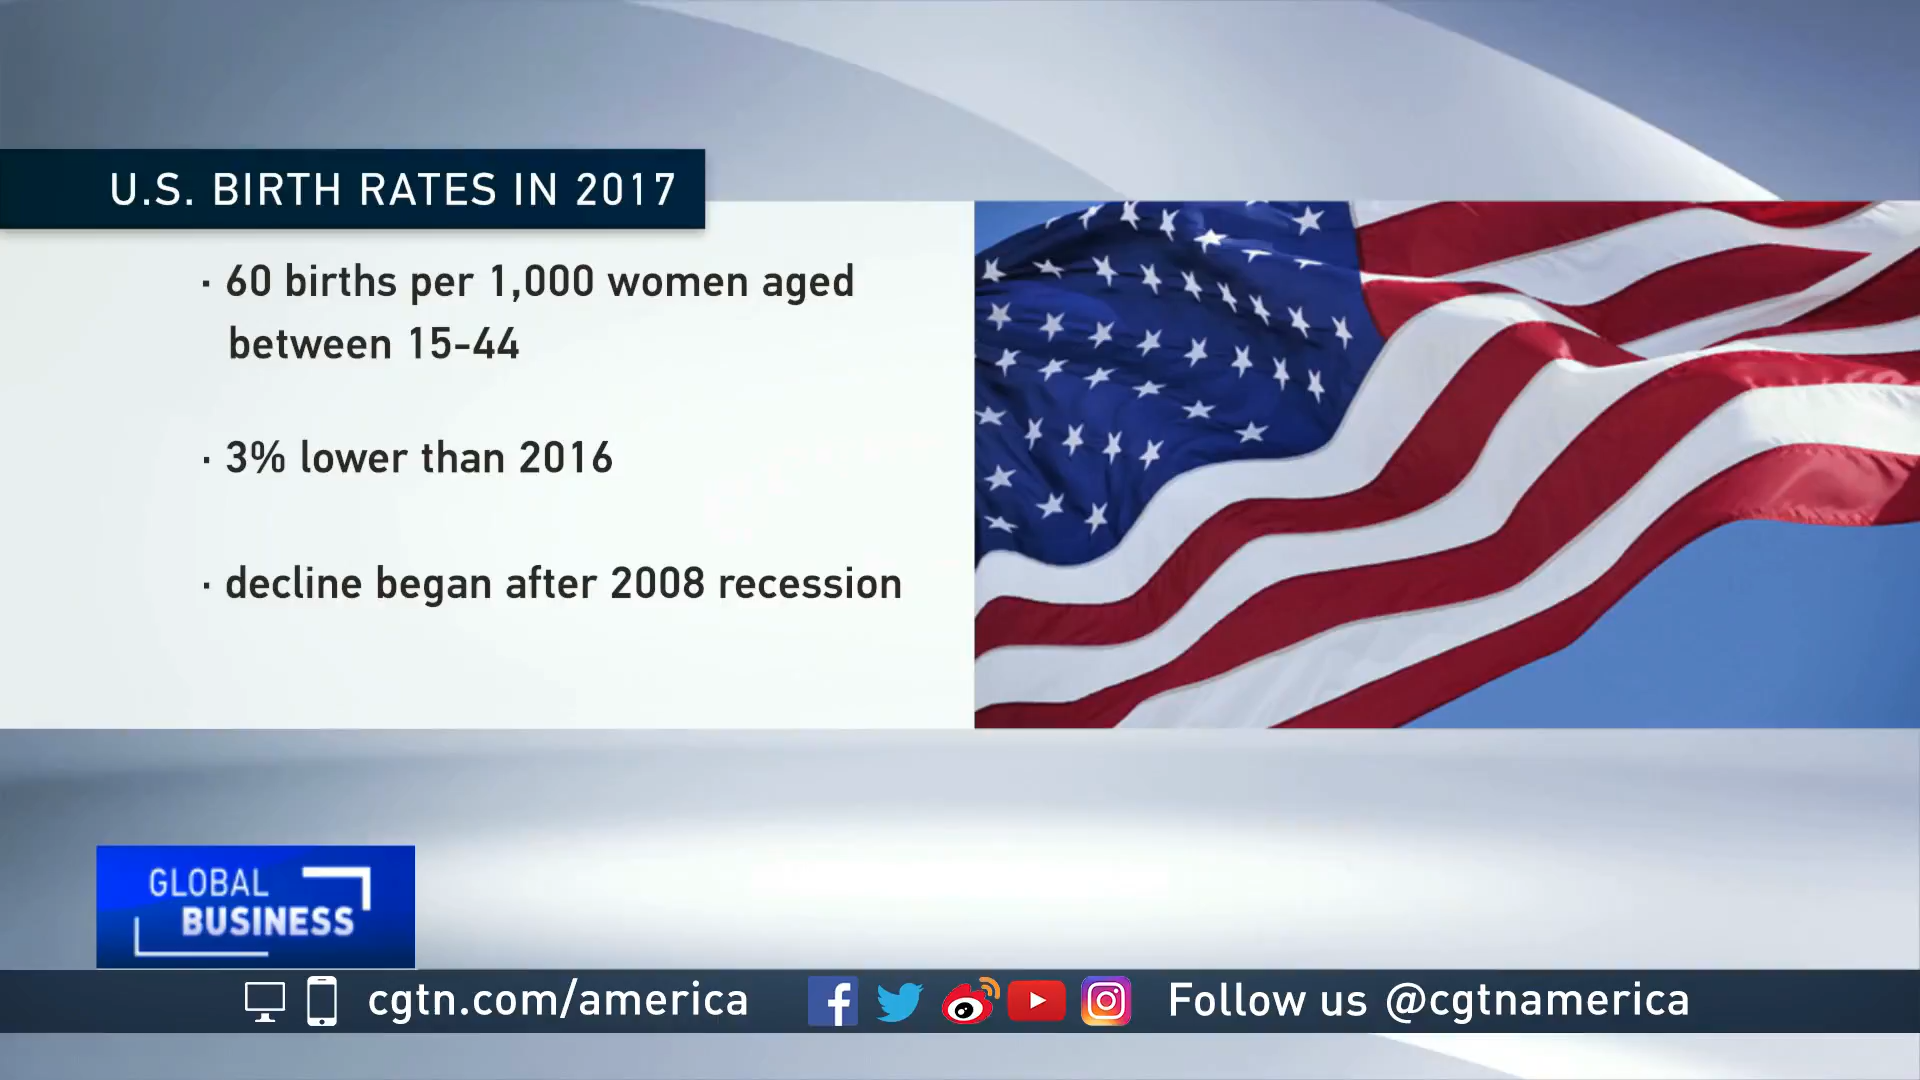 U.S. BIRTH RATES IN 2017
· 60 births per 1,000 women aged
between 15-44
· 3% lower than 2016
· decline began after 2008 recession
GLOBAL
BUSINESS
cgtn.com/america
Follow us @cgtnamerica